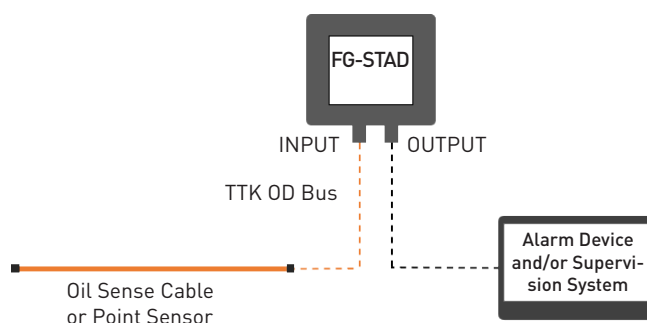 FG-STAD
INPUT
OUTPUT
TTK OD Bus
Alarm Device
and/or Supervi-
sion System
Oil Sense Cable
or Point Sensor